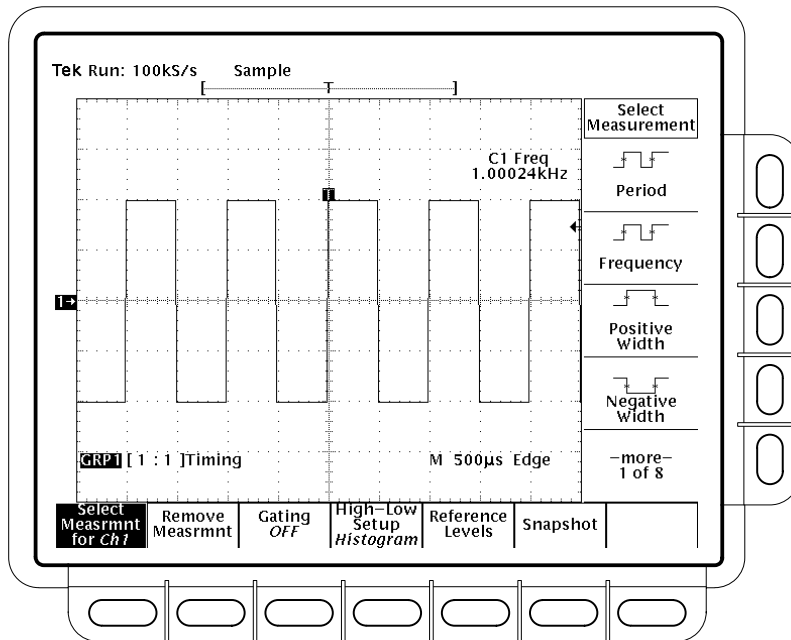 Tek Run: 100kS/s Sample
[ T ]
Select
Measurement
C1 Freq
1.00024kHz
Period
T
Frequency
1→
Positive
Width
Negative
Width
GRP1 [ 1 : 1 ]Timing
M 500µs Edge
–more–
1 of 8
Select
Measrmnt
for Ch1
Remove
Measrmnt
Gating
OFF
High–Low
Setup
Histogram
Reference
Levels
Snapshot